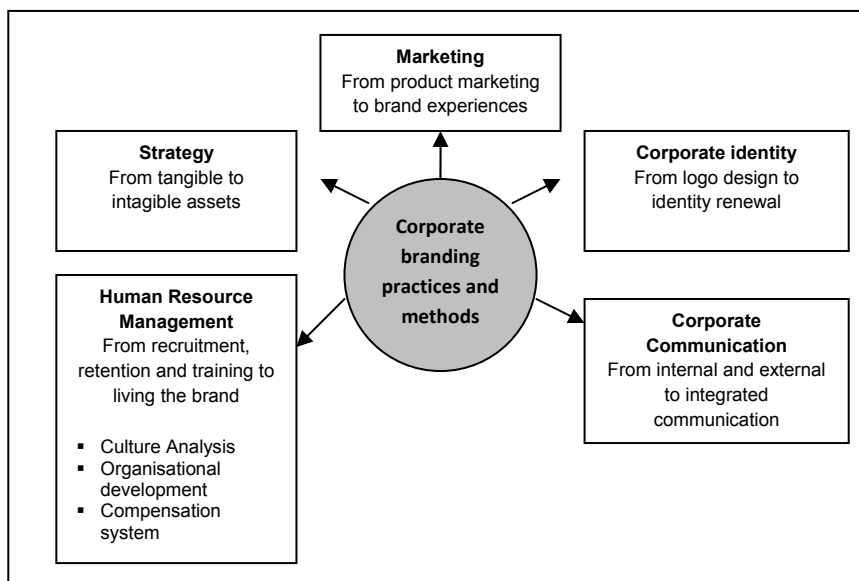 Marketing
From product marketing
to brand experiences
Strategy
From tangible to
intagible assets
Corporate identity
From logo design to
identity renewal
Corporate
branding
practices and
methods
Human Resource
Management
From recruitment,
retention and training to
living the brand
▪ Culture Analysis
▪ Organisational
development
▪ Compensation
system
Corporate
Communication
From internal and external
to integrated
communication